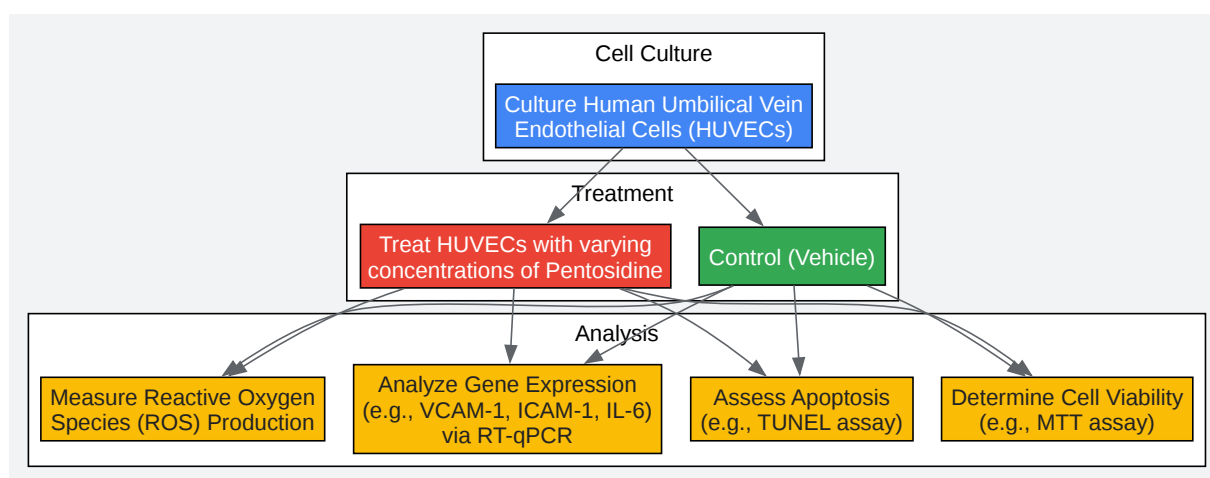 Cell Culture
Culture Human Umbilical Vein
Endothelial Cells (HUVECs)
Treatment
Treat HUVECs with varying
concentrations of Pentosidine
Control (Vehicle)
Analysis
Measure Reactive Oxygen
Species (ROS) Production
Analyze Gene Expression
(e.g., VCAM-1, ICAM-1, IL-6)
via RT-qPCR
Assess Apoptosis
(e.g., TUNEL assay)
Determine Cell Viability
(e.g., MTT assay)